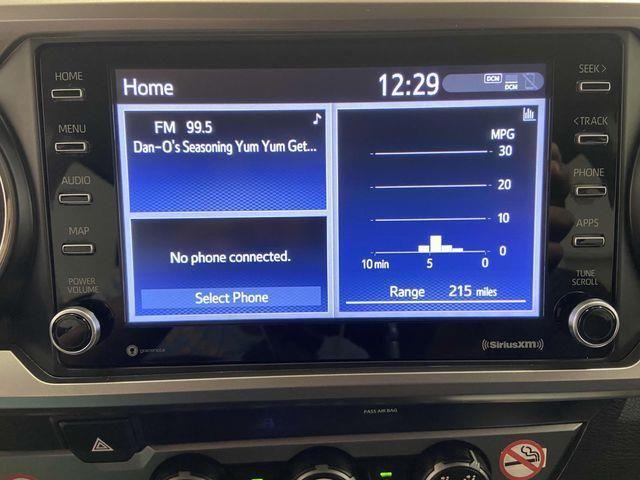 HOME
MENU
AUDIO
MAP
POWER
VOLUME
Home
12:29
DCM
DCM
FM 99.5
Dan-O's Seasoning Yum Yum Get...
No phone connected.
Select Phone
MPG
30
20
10
0
10 min 5 0
Range 215 miles
SEEK >
< TRACK
PHONE
APPS
TUNE
SCROLL
gracenote
((SiriusXM))
PASS AIR BAG